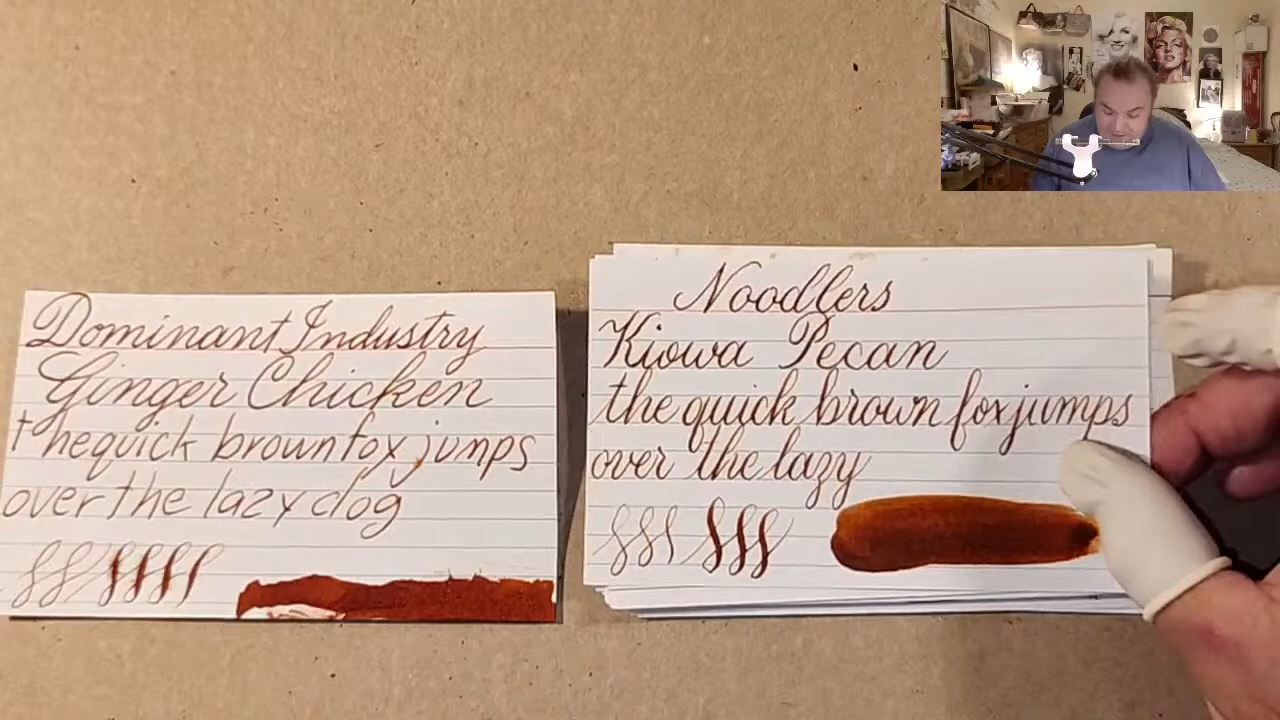 Dominant Industry
Ginger Chicken
the quick brown fox jumps
over the lazy dog
Noodlers
Kiowa Pecan
the quick brown fox jumps
over the lazy